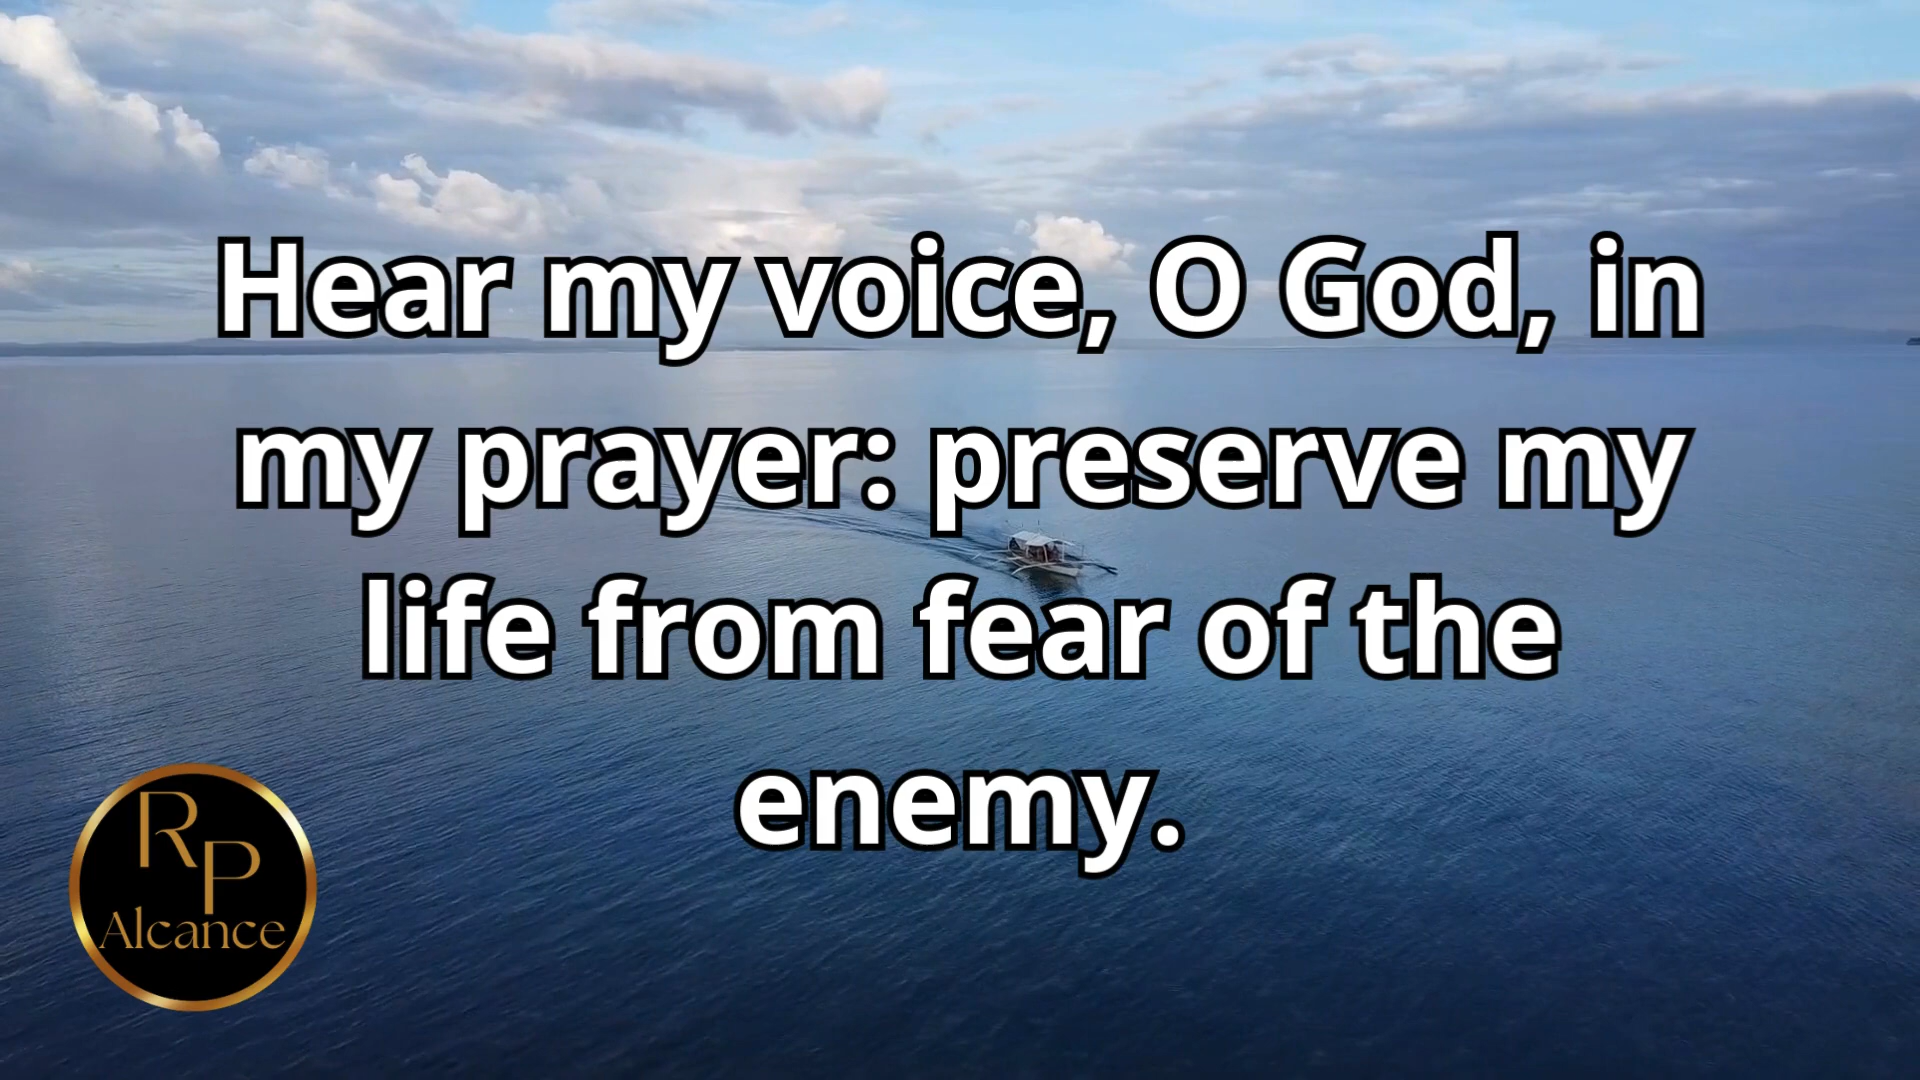 Hear my voice, O God, in
my prayer: preserve my
life from fear of the
enemy.
RP
Alcance